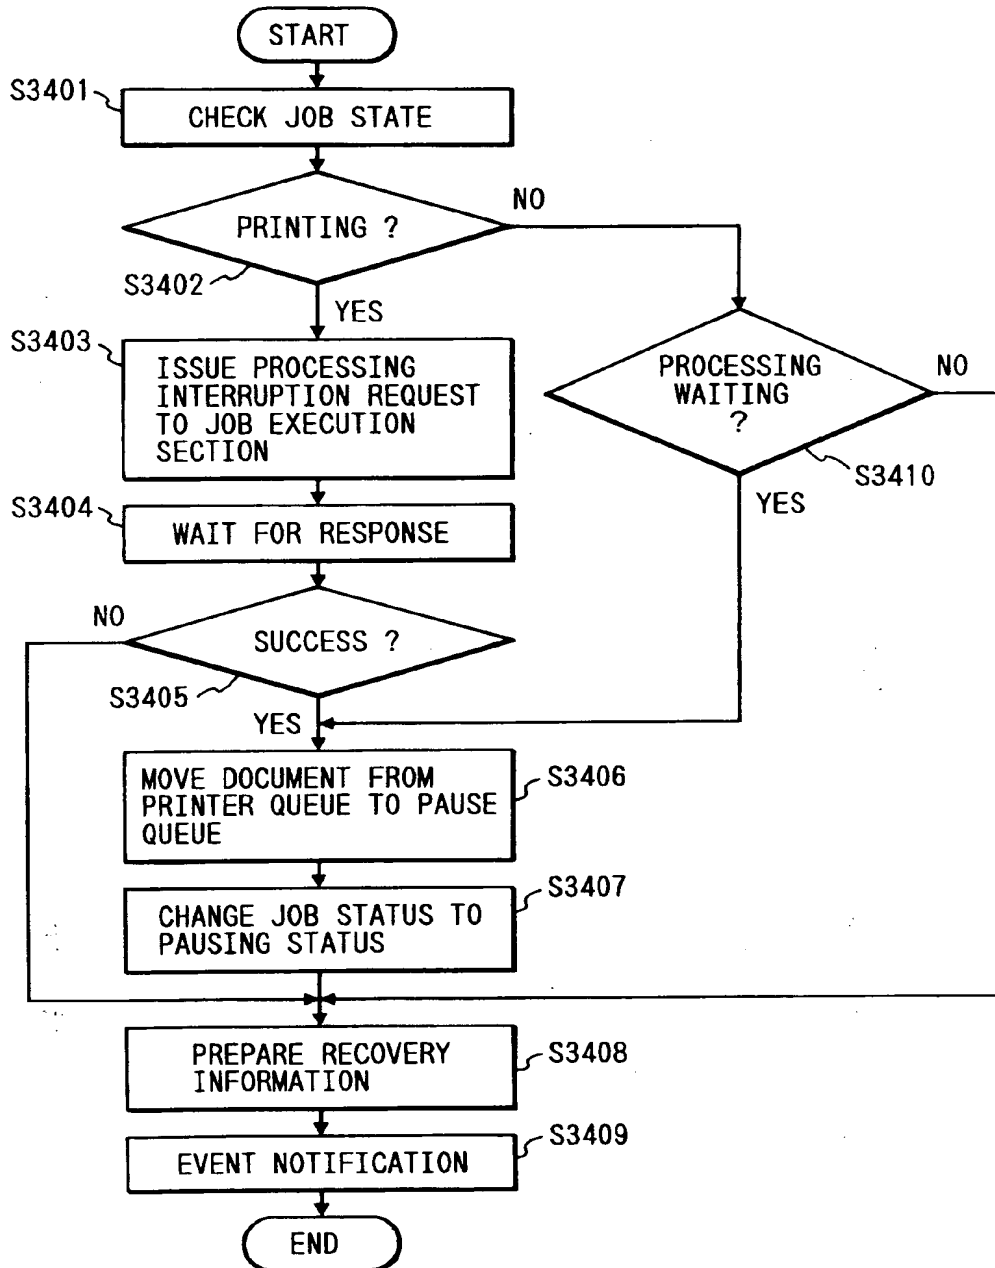 START
S3401
CHECK JOB STATE
NO
PRINTING ?
S3402
YES
S3403
ISSUE PROCESSING
INTERRUPTION REQUEST
TO JOB EXECUTION
SECTION
PROCESSING
WAITING
?
NO
S3410
YES
S3404
WAIT FOR RESPONSE
NO
SUCCESS ?
S3405
YES
MOVE DOCUMENT FROM
PRINTER QUEUE TO PAUSE
QUEUE
S3406
CHANGE JOB STATUS TO
PAUSING STATUS
S3407
PREPARE RECOVERY
INFORMATION
S3408
EVENT NOTIFICATION
S3409
END